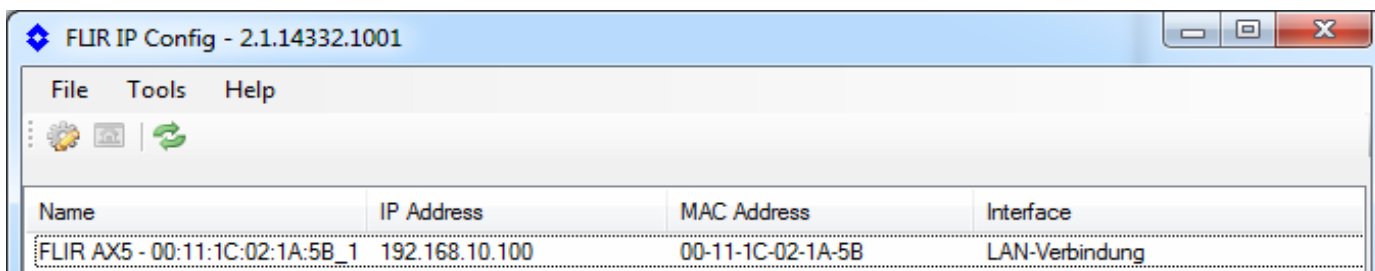 FLIR IP Config - 2.1.14332.1001
File Tools Help
Name IP Address MAC Address Interface
FLIR AX5 - 00:11:1C:02:1A:5B_1 192.168.10.100 00-11-1C-02-1A-5B LAN-Verbindung